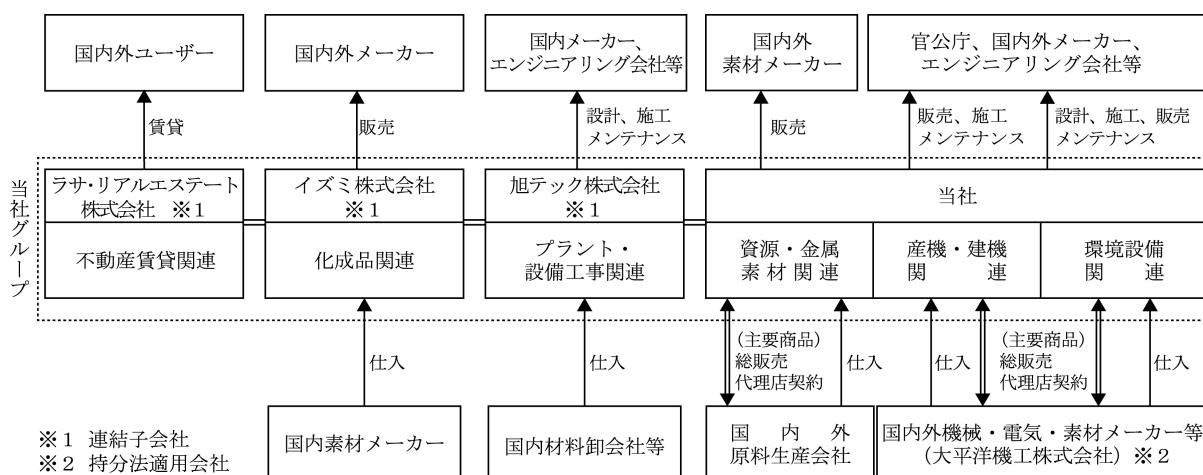 国内外ユーザー
国内外メーカー
国内メーカー、
エンジニアリング会社等
国内外
素材メーカー
官公庁、国内外メーカー、
エンジニアリング会社等
賃貸
販売
設計、施工
メンテナンス
販売
販売、施工
メンテナンス
設計、施工、販売
メンテナンス
当社グループ
ラサ・リアルエステート
株式会社 ※1
イズミ株式会社
※1
旭テック株式会社
※1
当社
不動産賃貸関連
化成品関連
プラント・
設備工事関連
資源・金属
素材関連
産機・建機
関連
環境設備
関連
仕入
仕入
(主要商品)
総販売
代理店契約
仕入
仕入
(主要商品)
総販売
代理店契約
仕入
国内素材メーカー
国内材料卸会社等
国内外
原料生産会社
国内外機械・電気・素材メーカー等
(大平洋機工株式会社)※2
※1 連結子会社
※2 持分法適用会社